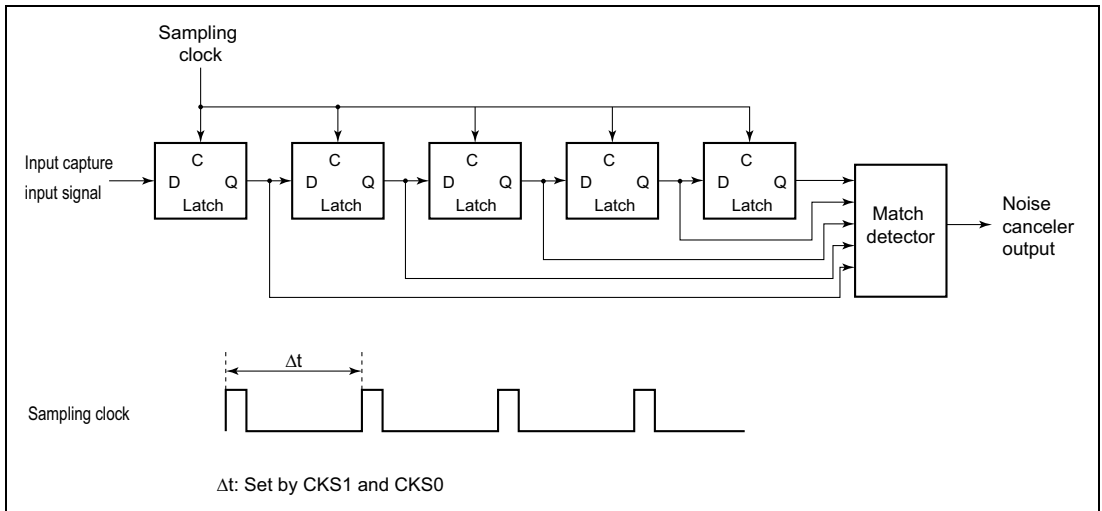 Sampling
clock
Input capture
input signal
C
D Q
Latch
C
D Q
Latch
C
D Q
Latch
C
D Q
Latch
C
D Q
Latch
Match
detector
Noise
canceler
output
Δt
Sampling clock
Δt: Set by CKS1 and CKS0